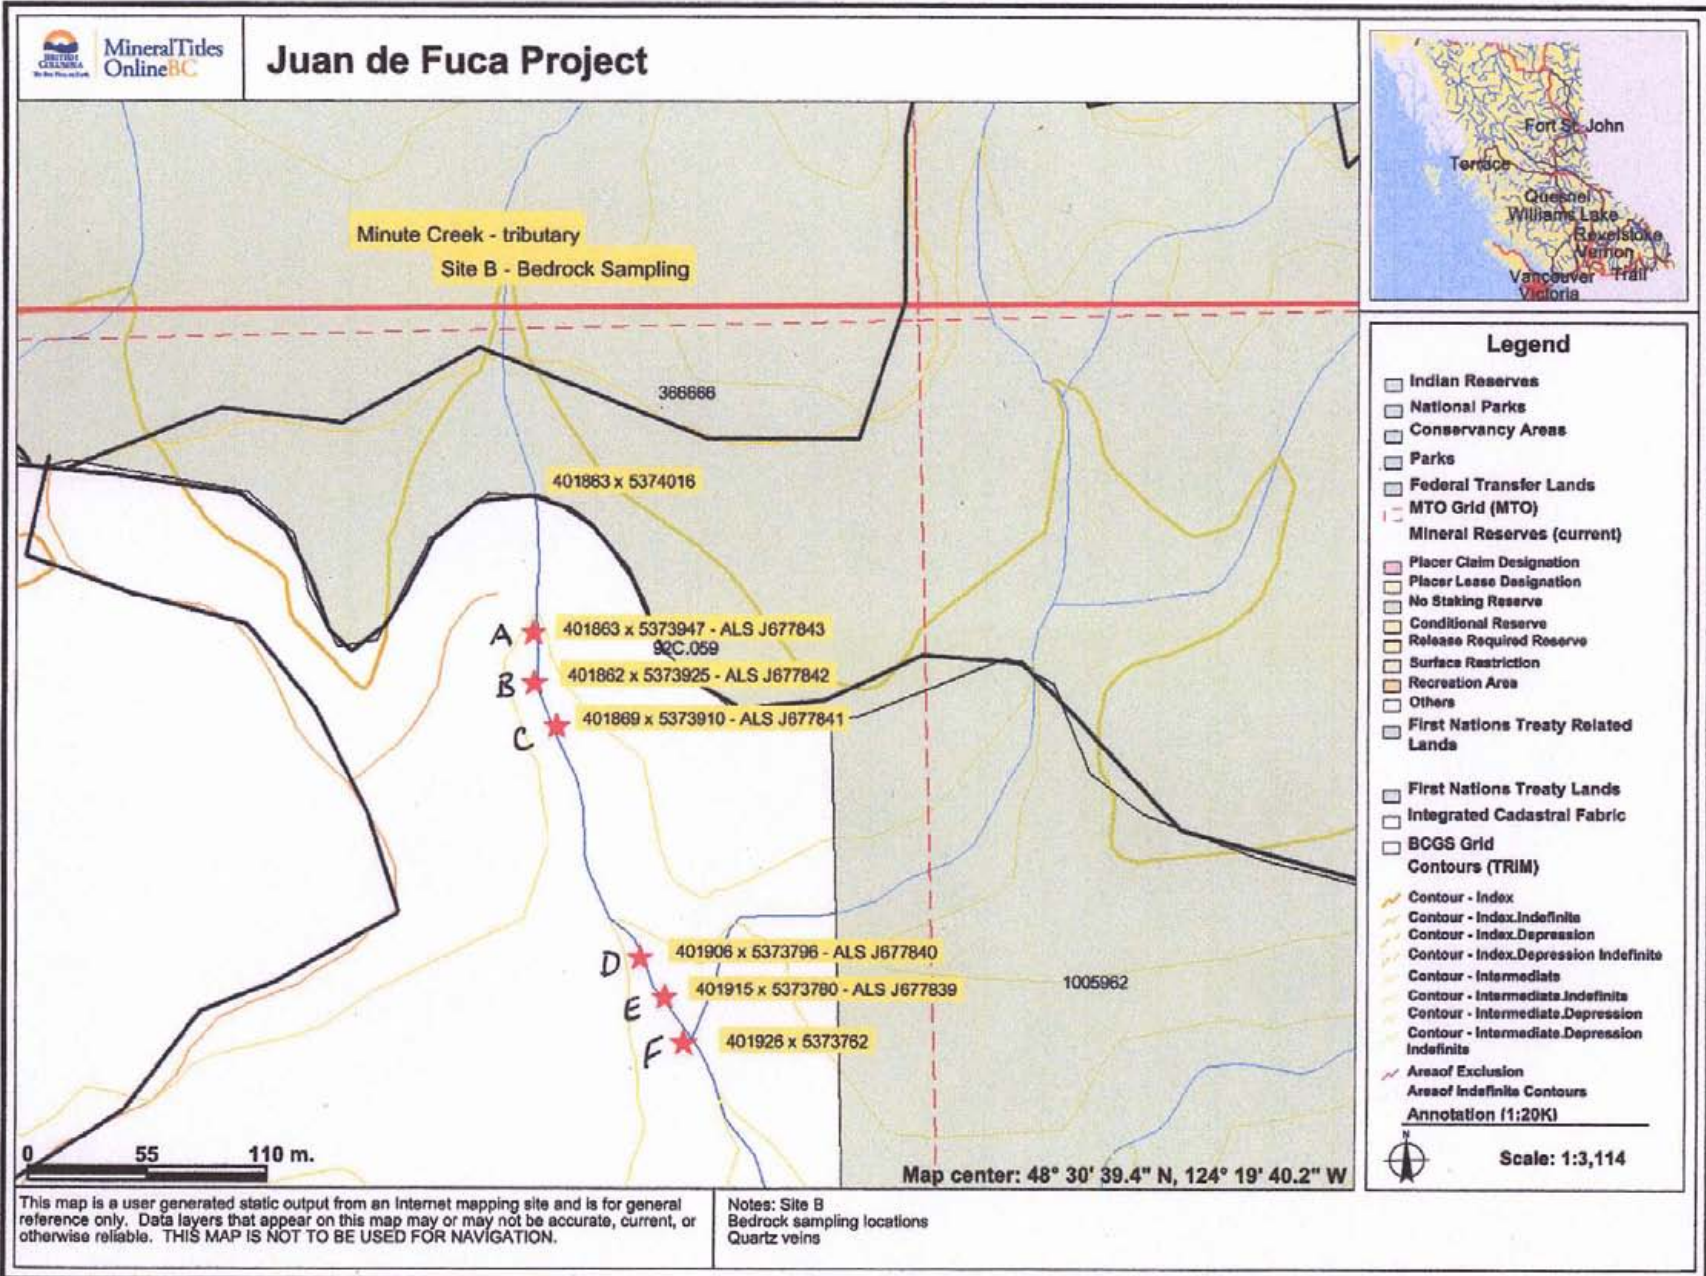 BRITISH
COLUMBIA
MineralTitles
OnlineBC
Juan de Fuca Project
Minute Creek - tributary
Site B - Bedrock Sampling
366666
401863 x 5374016
A
401863 x 5373947 - ALS J677843
92C.059
B
401862 x 5373925 - ALS J677842
C
401869 x 5373910 - ALS J677841
D
401906 x 5373796 - ALS J677840
E
401915 x 5373780 - ALS J677839
1005962
F
401926 x 5373762
0 55 110 m.
Map center: 48° 30' 39.4" N, 124° 19' 40.2" W
Fort St. John
Terrace
Quesnel
Williams Lake
Revelstoke
Vernon
Vancouver Trail
Victoria
Legend
Indian Reserves
National Parks
Conservancy Areas
Parks
Federal Transfer Lands
MTO Grid (MTO)
Mineral Reserves (current)
Placer Claim Designation
Placer Lease Designation
No Staking Reserve
Conditional Reserve
Release Required Reserve
Surface Restriction
Recreation Area
Others
First Nations Treaty Related
Lands
First Nations Treaty Lands
Integrated Cadastral Fabric
BCGS Grid
Contours (TRIM)
Contour - Index
Contour - Index.Indefinite
Contour - Index.Depression
Contour - Index.Depression Indefinite
Contour - Intermediate
Contour - Intermediate.Indefinite
Contour - Intermediate.Depression
Contour - Intermediate.Depression
Indefinite
Areaof Exclusion
Areaof Indefinite Contours
Annotation (1:20K)
N
Scale: 1:3,114
This map is a user generated static output from an Internet mapping site and is for general
reference only. Data layers that appear on this map may or may not be accurate, current, or
otherwise reliable. THIS MAP IS NOT TO BE USED FOR NAVIGATION.
Notes: Site B
Bedrock sampling locations
Quartz veins